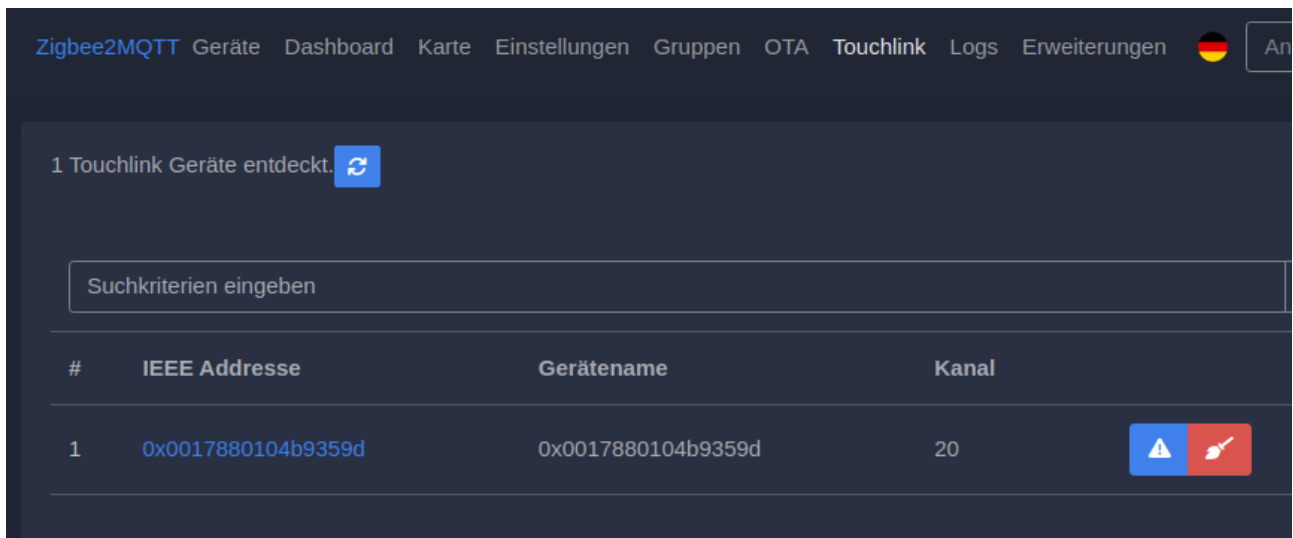 Zigbee2MQTT Geräte Dashboard Karte Einstellungen Gruppen OTA Touchlink Logs Erweiterungen An
1 Touchlink Geräte entdeckt.
Suchkriterien eingeben
# IEEE Addresse Gerätename Kanal
1 0x0017880104b9359d 0x0017880104b9359d 20